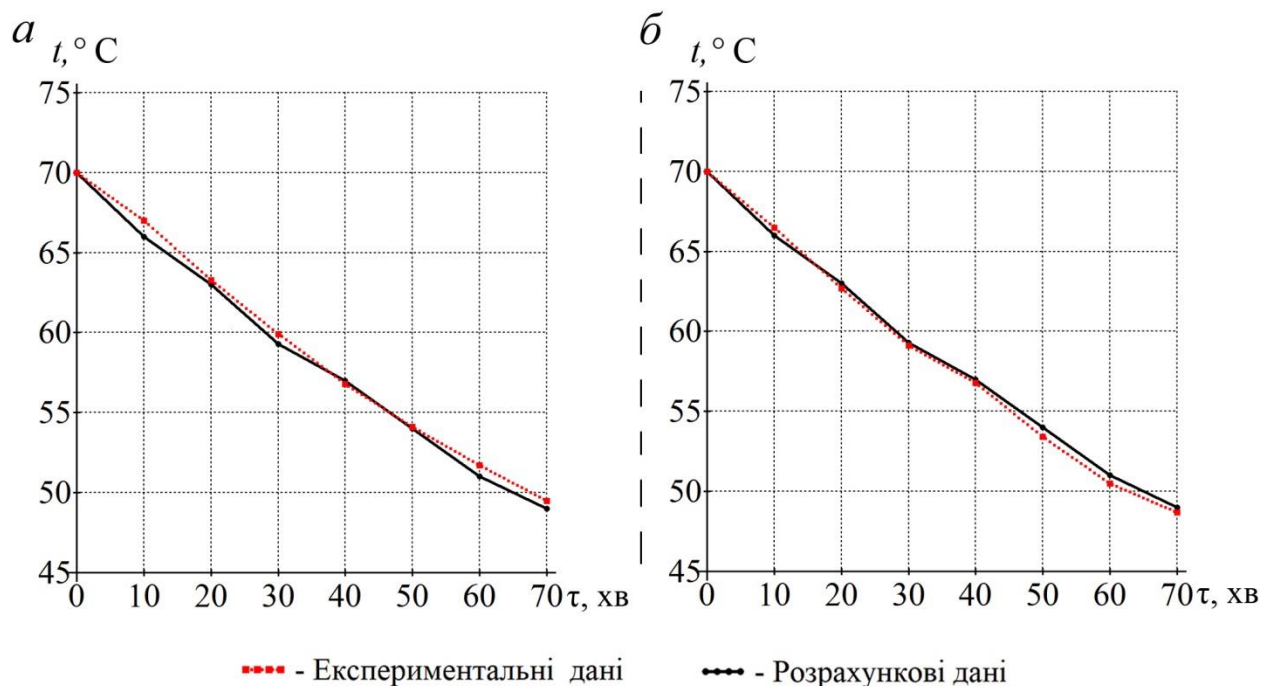 а
t,° C
75
70
65
60
55
50
45
0 10 20 30 40 50 60 70 τ, хв
б
t,° C
75
70
65
60
55
50
45
0 10 20 30 40 50 60 70 τ, хв
- Експериментальні дані
- Розрахункові дані